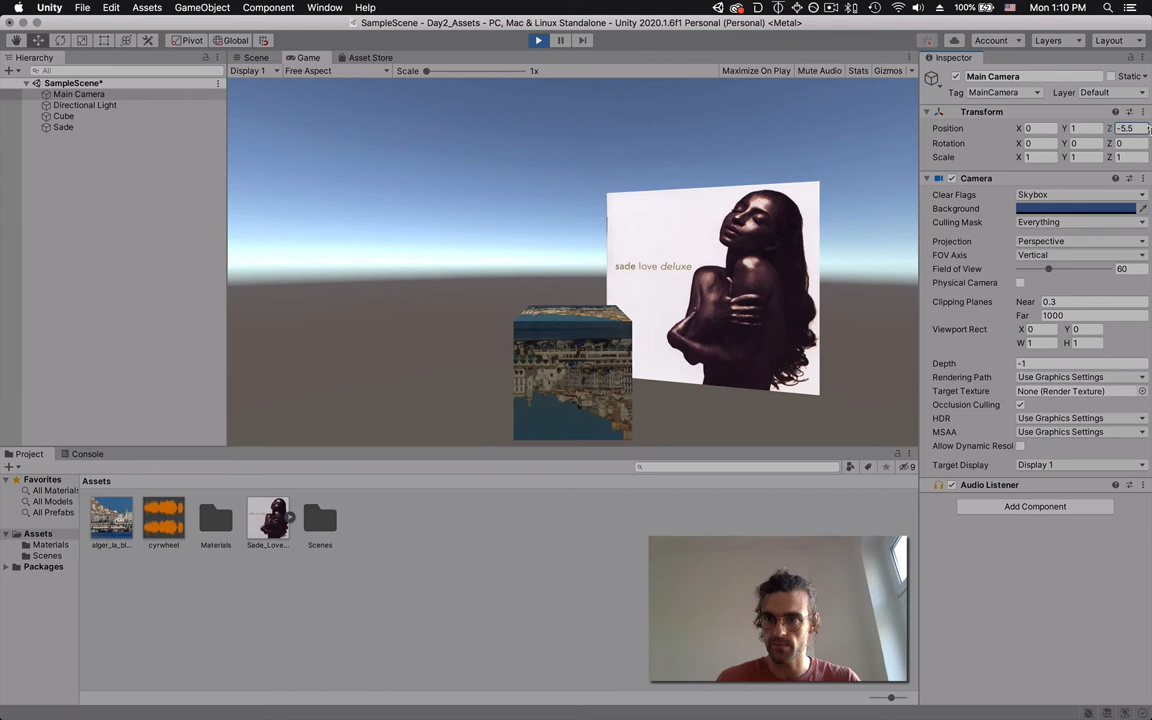 Unity File Edit Assets GameObject Component Window Help 100% Mon 1:10 PM
SampleScene - Day2_Assets - PC, Mac & Linux Standalone - Unity 2020.1.6f1 Personal (Personal) <Metal>
Pivot Global Account Layers Layout
Hierarchy
All
SampleScene*
Main Camera
Directional Light
Cube
Sade
Scene Game Asset Store
Display 1 Free Aspect Scale 1x Maximize On Play Mute Audio Stats Gizmos
sade love deluxe
Inspector
Main Camera Static
Tag MainCamera Layer Default
Transform
Position X 0 Y 1 Z -5.5
Rotation X 0 Y 0 Z 0
Scale X 1 Y 1 Z 1
Camera
Clear Flags Skybox
Background
Culling Mask Everything
Projection Perspective
FOV Axis Vertical
Field of View 60
Physical Camera
Clipping Planes Near 0.3
Far 1000
Viewport Rect X 0 Y 0
W 1 H 1
Depth -1
Rendering Path Use Graphics Settings
Target Texture None (Render Texture)
Occlusion Culling
HDR Use Graphics Settings
MSAA Use Graphics Settings
Allow Dynamic Resol
Target Display Display 1
Audio Listener
Add Component
Project Console
9
Favorites
All Materials
All Models
All Prefabs
Assets
Materials
Scenes
Packages
Assets
alger_la_bl... cyrwheel Materials Sade_Love... Scenes